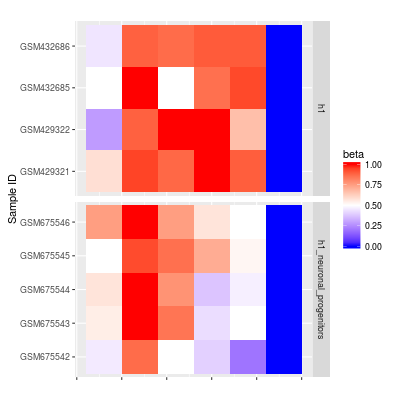 Sample ID
GSM432686
GSM432685
GSM429322
GSM429321
h1
GSM675546
GSM675545
GSM675544
GSM675543
GSM675542
h1_neuronal_progenitors
beta
1.00
0.75
0.50
0.25
0.00